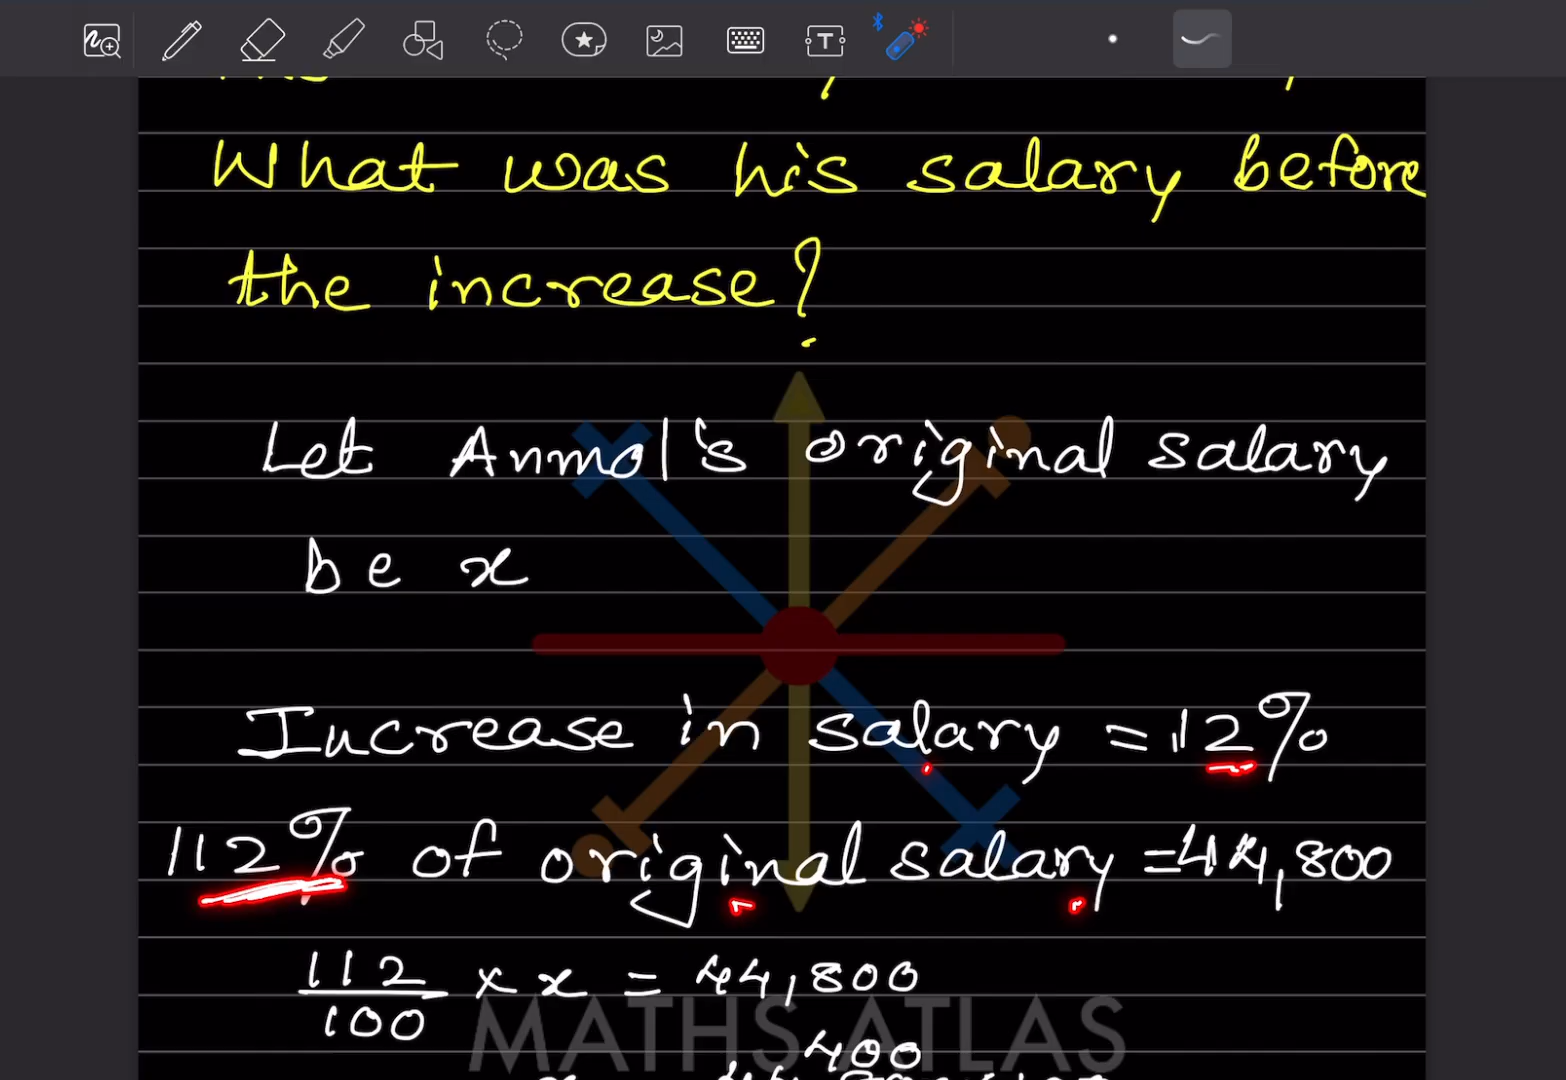 What was his salary before
the increase?
Let Anmol's original salary
be x
Increase in salary = 12%
112% of original salary = 44,800
112/100 × x = 44,800
MATHS ATLAS
400